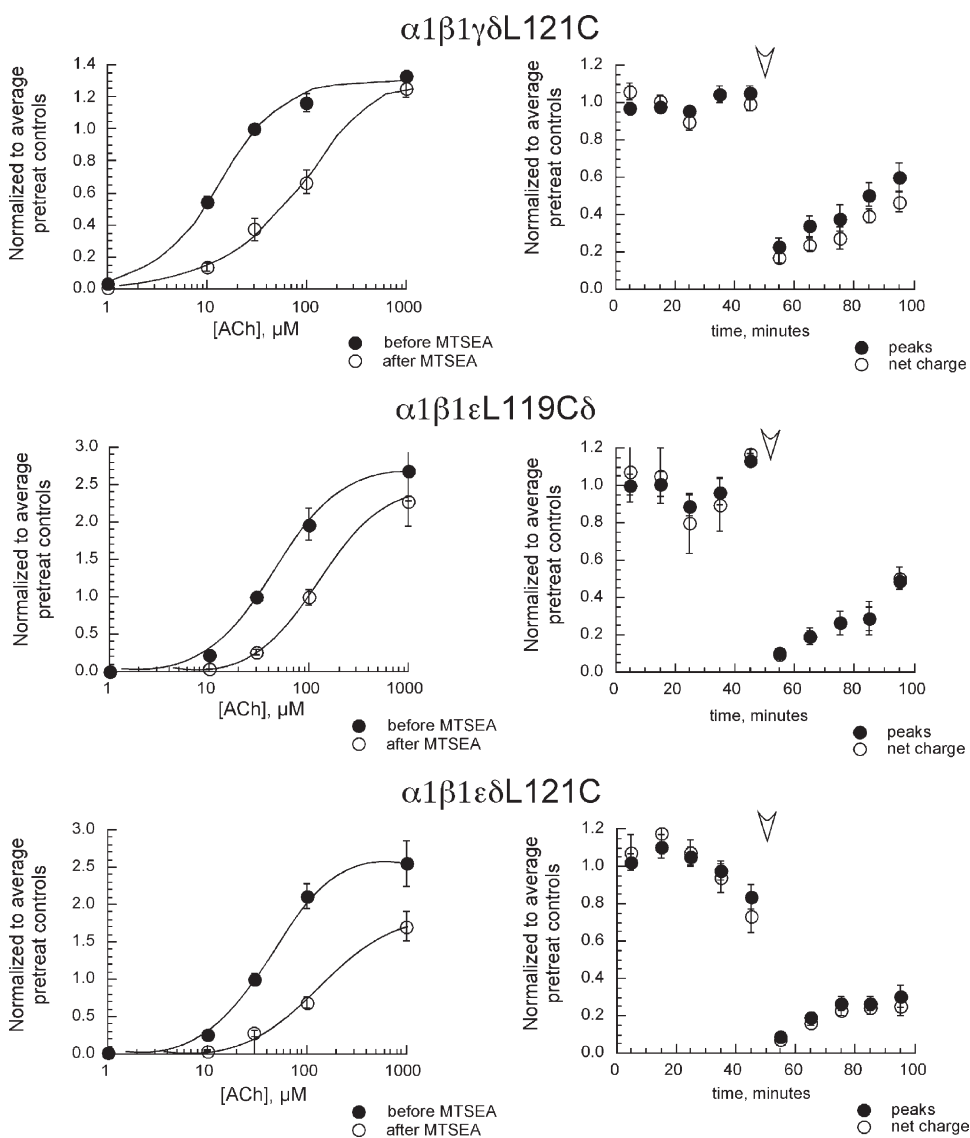 α1β1γδL121C
Normalized to average
pretreat controls
1.4
1.2
1.0
0.8
0.6
0.4
0.2
0.0
1
10
100
1000
[ACh], µM
● before MTSEA
○ after MTSEA
Normalized to average
pretreat controls
1.2
1.0
0.8
0.6
0.4
0.2
0.0
0
20
40
60
80
100
time, minutes
● peaks
○ net charge
α1β1εL119Cδ
Normalized to average
pretreat controls
3.0
2.5
2.0
1.5
1.0
0.5
0.0
1
10
100
1000
[ACh], µM
● before MTSEA
○ after MTSEA
Normalized to average
pretreat controls
1.2
1.0
0.8
0.6
0.4
0.2
0.0
0
20
40
60
80
100
time, minutes
● peaks
○ net charge
α1β1εδL121C
Normalized to average
pretreat controls
3.0
2.5
2.0
1.5
1.0
0.5
0.0
1
10
100
1000
[ACh], µM
● before MTSEA
○ after MTSEA
Normalized to average
pretreat controls
1.2
1.0
0.8
0.6
0.4
0.2
0.0
0
20
40
60
80
100
time, minutes
● peaks
○ net charge